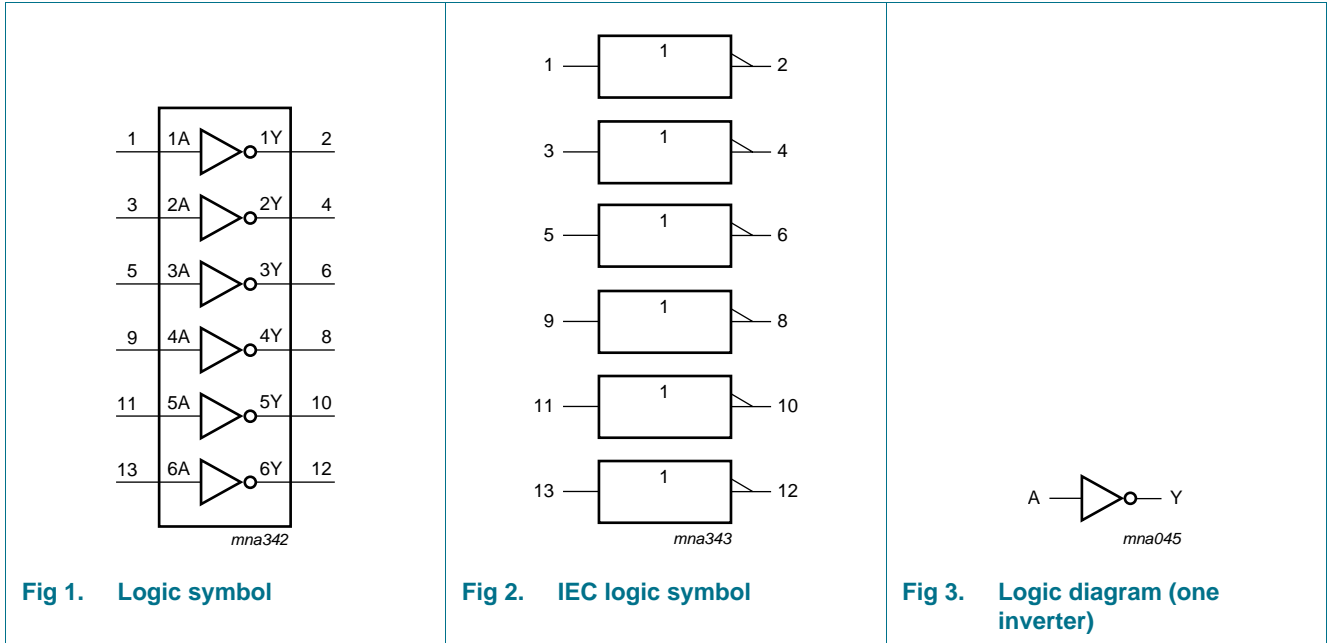 1 1A 1Y 2
3 2A 2Y 4
5 3A 3Y 6
9 4A 4Y 8
11 5A 5Y 10
13 6A 6Y 12
mna342
Fig 1. Logic symbol
1 1 2
3 1 4
5 1 6
9 1 8
11 1 10
13 1 12
mna343
Fig 2. IEC logic symbol
A Y
mna045
Fig 3. Logic diagram (one
inverter)